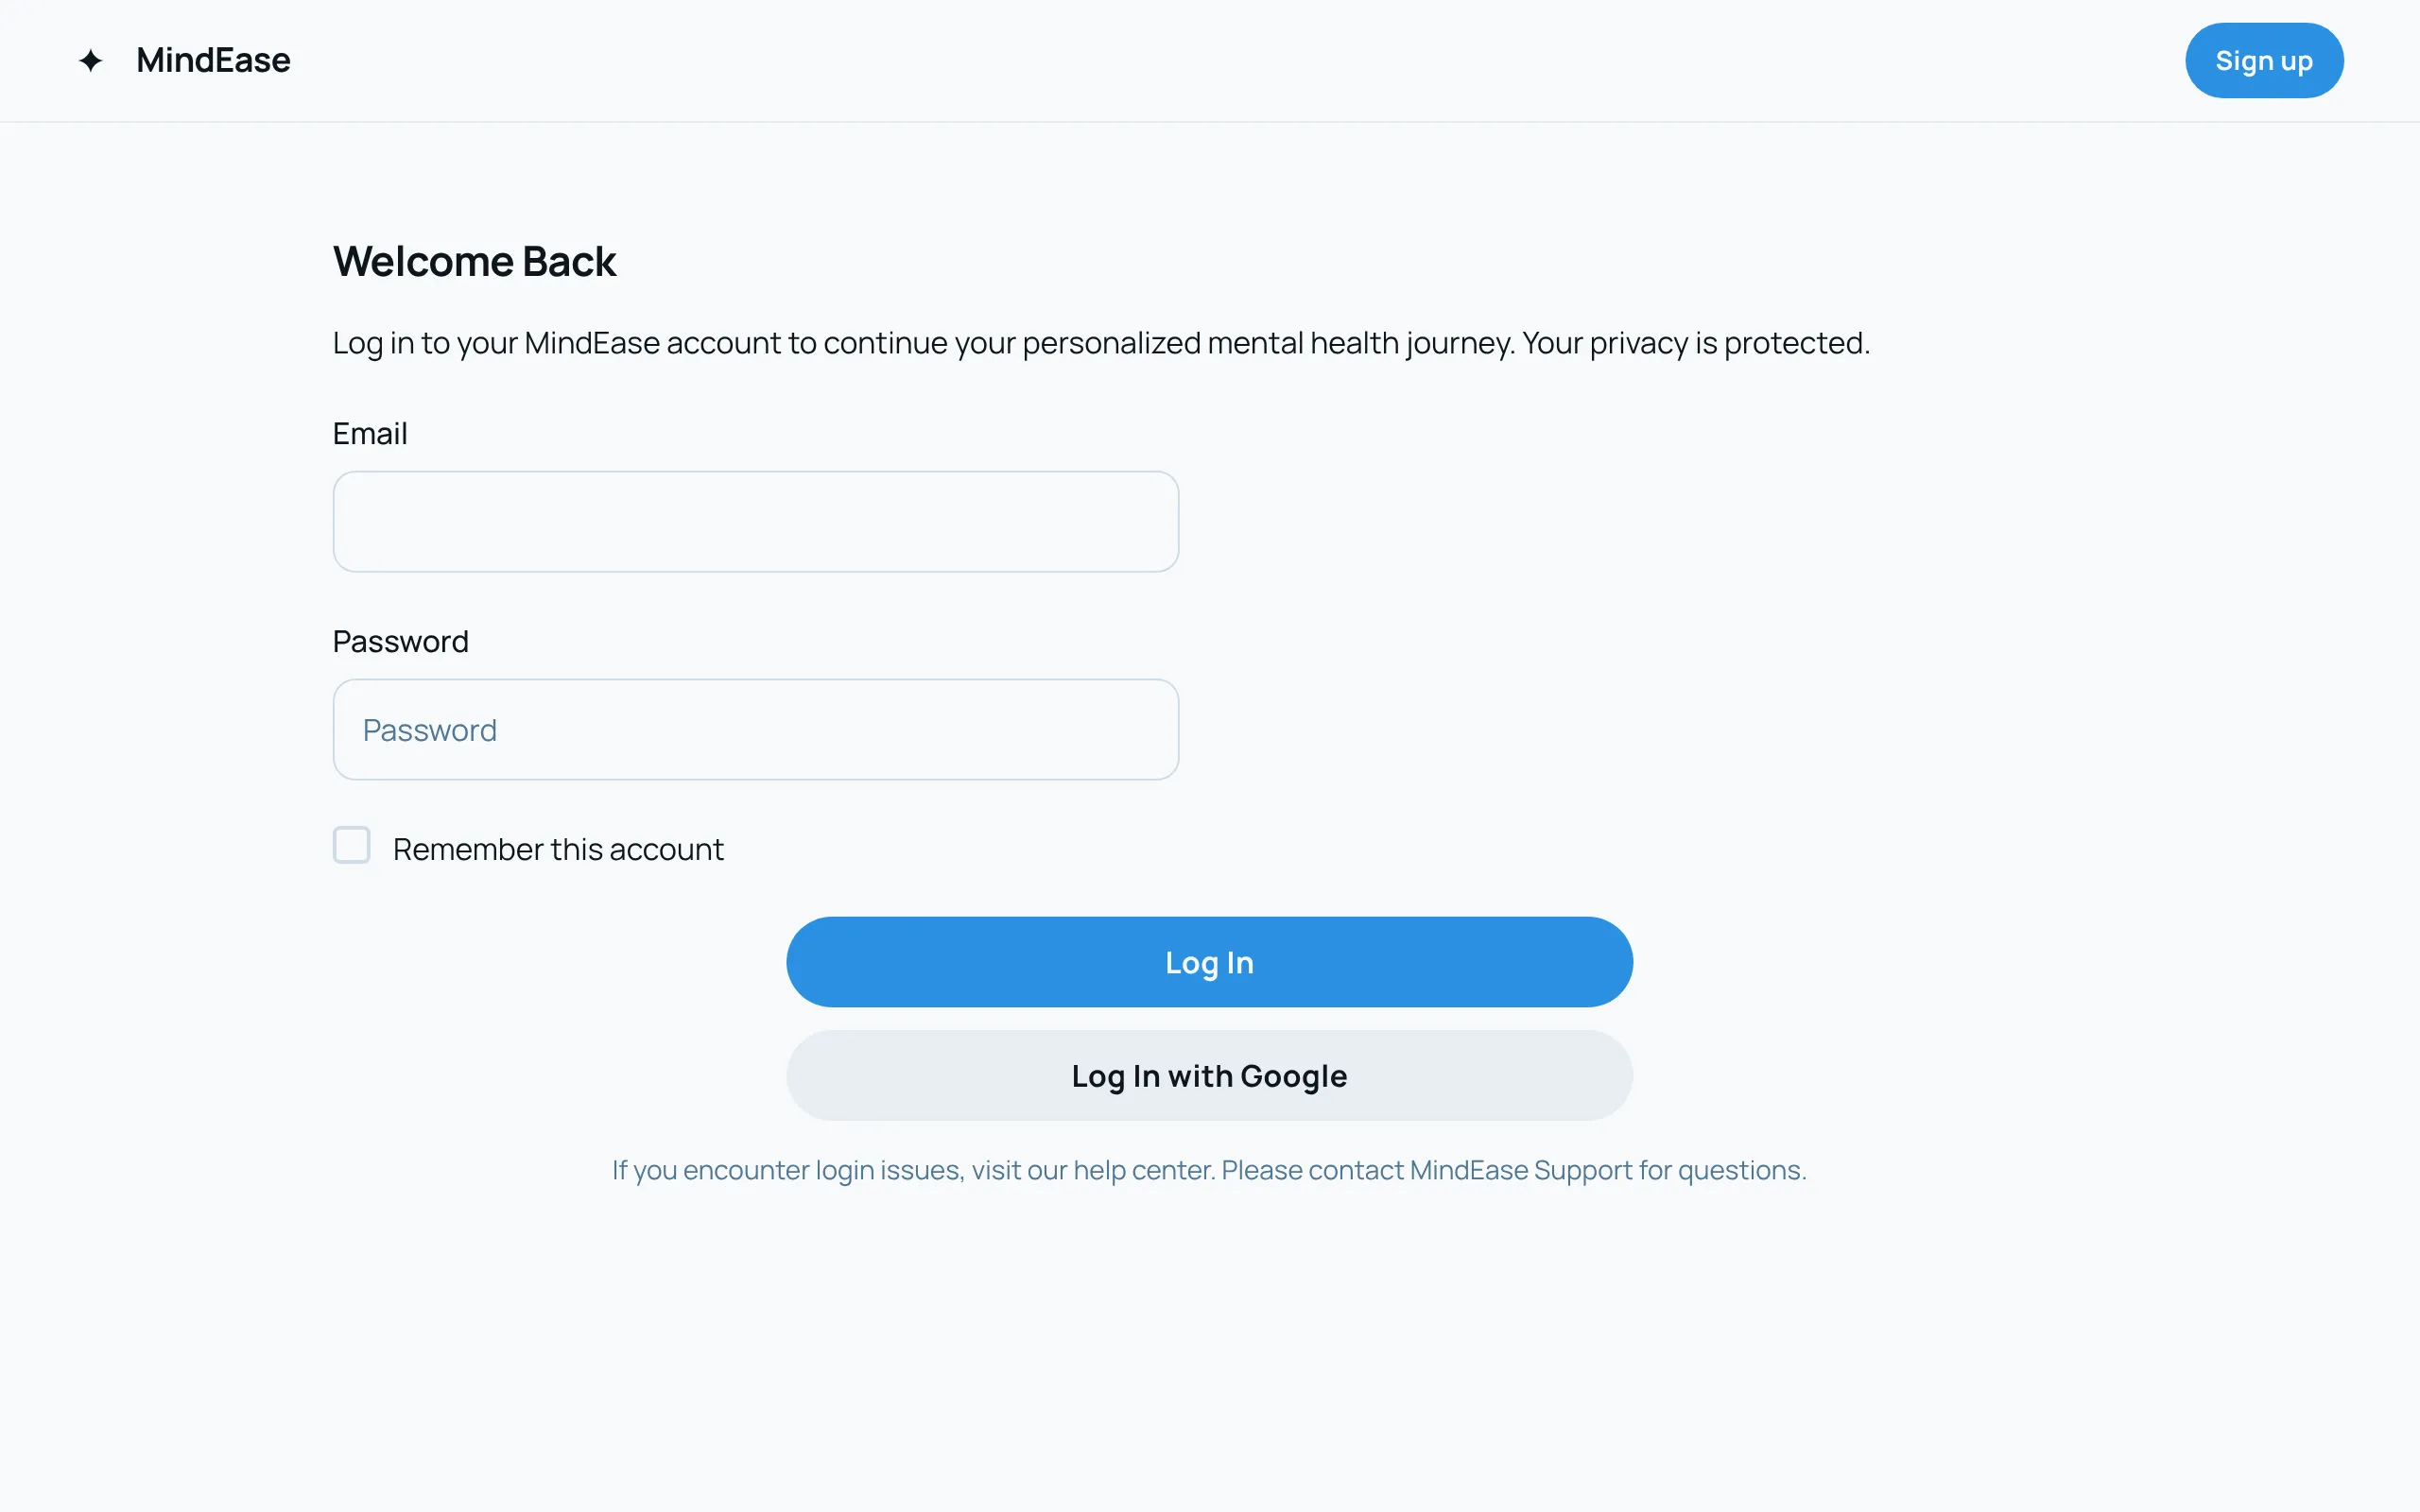 MindEase
Sign up
Welcome Back
Log in to your MindEase account to continue your personalized mental health journey. Your privacy is protected.
Email
Password
Password
Remember this account
Log In
Log In with Google
If you encounter login issues, visit our help center. Please contact MindEase Support for questions.